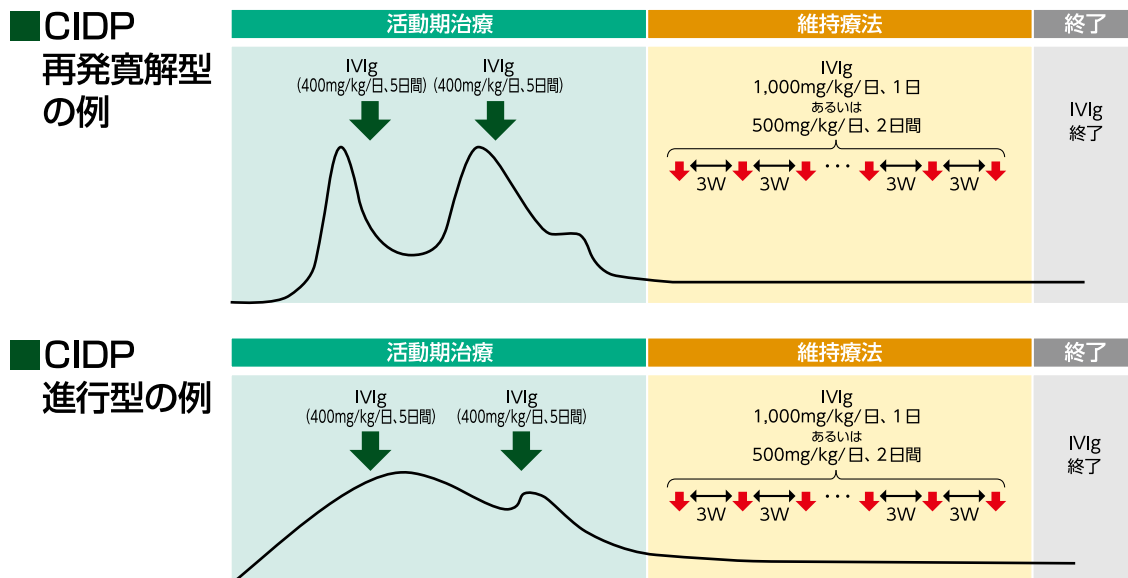 CIDP
再発寛解型
の例
活動期治療
維持療法
終了
IVIg
(400mg/kg/日、5日間)
IVIg
(400mg/kg/日、5日間)
IVIg
1,000mg/kg/日、1日
あるいは
500mg/kg/日、2日間
3W 3W ・・・ 3W 3W
IVIg
終了
CIDP
進行型の例
活動期治療
維持療法
終了
IVIg
(400mg/kg/日、5日間)
IVIg
(400mg/kg/日、5日間)
IVIg
1,000mg/kg/日、1日
あるいは
500mg/kg/日、2日間
3W 3W ・・・ 3W 3W
IVIg
終了